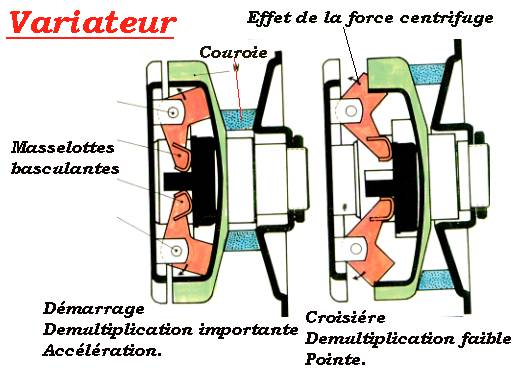 Variateur
Effet de la force centrifuge
Couroie
Masselottes
basculantes
Démarrage
Demultiplication importante
Accélération.
Croisiére
Demultiplication faible
Pointe.